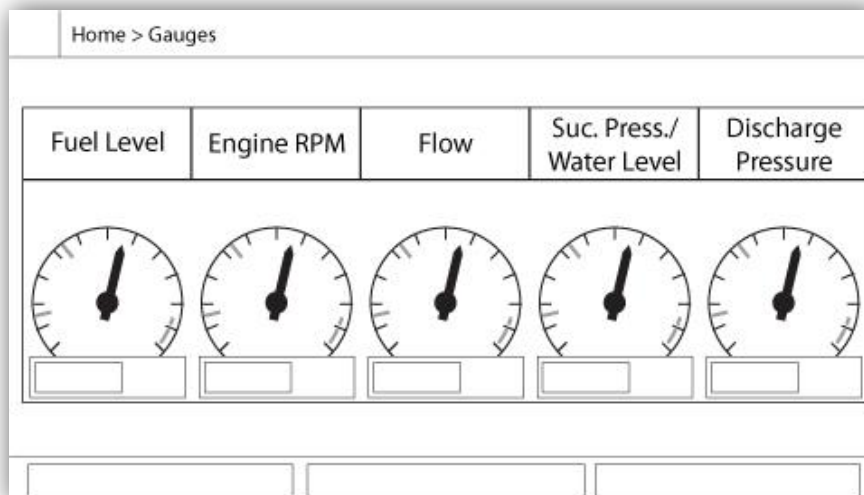 Home > Gauges
Fuel Level
Engine RPM
Flow
Suc. Press./
Water Level
Discharge
Pressure